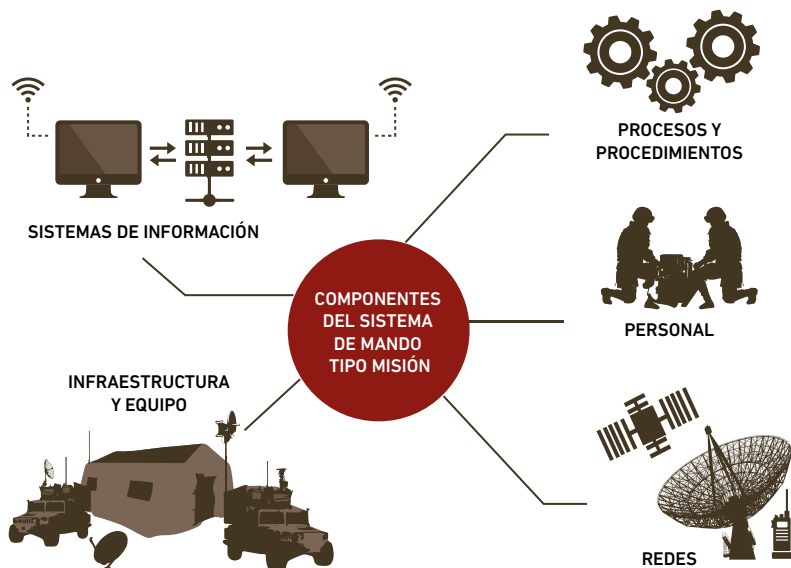 PROCESOS Y
PROCEDIMIENTOS
SISTEMAS DE INFORMACIÓN
COMPONENTES
DEL SISTEMA
DE MANDO
TIPO MISIÓN
PERSONAL
INFRAESTRUCTURA
Y EQUIPO
REDES